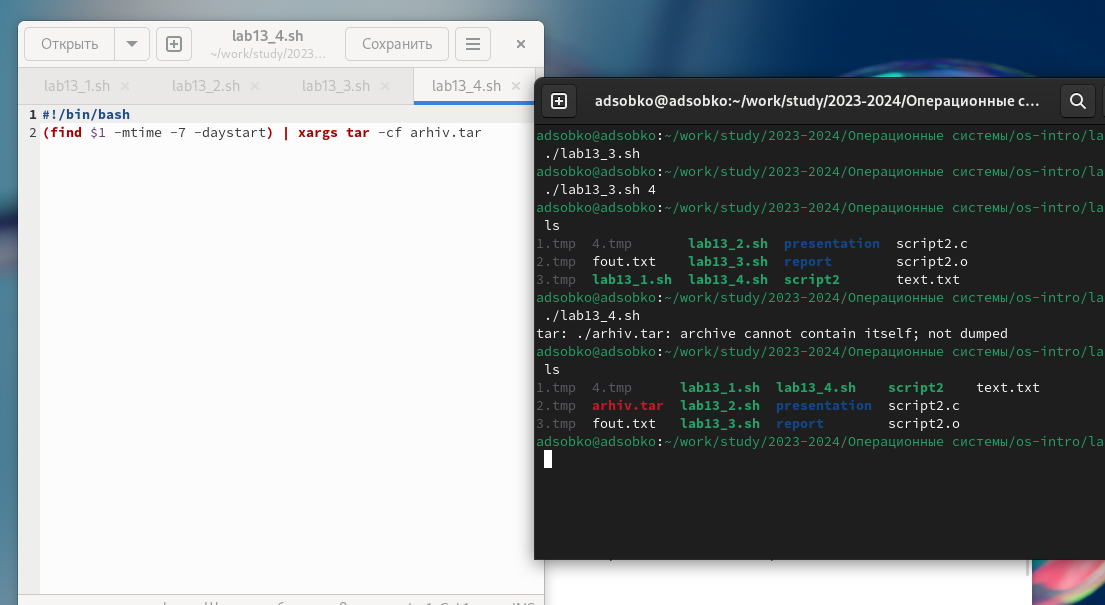 Открыть
lab13_4.sh
~/work/study/2023…
Сохранить
lab13_1.sh
lab13_2.sh
lab13_3.sh
lab13_4.sh
1 #!/bin/bash
2 (find $1 -mtime -7 -daystart) | xargs tar -cf arhiv.tar
adsobko@adsobko:~/work/study/2023-2024/Операционные с…
adsobko@adsobko:~/work/study/2023-2024/Операционные системы/os-intro/la
./lab13_3.sh
adsobko@adsobko:~/work/study/2023-2024/Операционные системы/os-intro/la
./lab13_3.sh 4
adsobko@adsobko:~/work/study/2023-2024/Операционные системы/os-intro/la
ls
1.tmp 4.tmp lab13_2.sh presentation script2.c
2.tmp fout.txt lab13_3.sh report script2.o
3.tmp lab13_1.sh lab13_4.sh script2 text.txt
adsobko@adsobko:~/work/study/2023-2024/Операционные системы/os-intro/la
./lab13_4.sh
tar: ./arhiv.tar: archive cannot contain itself; not dumped
adsobko@adsobko:~/work/study/2023-2024/Операционные системы/os-intro/la
ls
1.tmp 4.tmp lab13_1.sh lab13_4.sh script2 text.txt
2.tmp arhiv.tar lab13_2.sh presentation script2.c
3.tmp fout.txt lab13_3.sh report script2.o
adsobko@adsobko:~/work/study/2023-2024/Операционные системы/os-intro/la